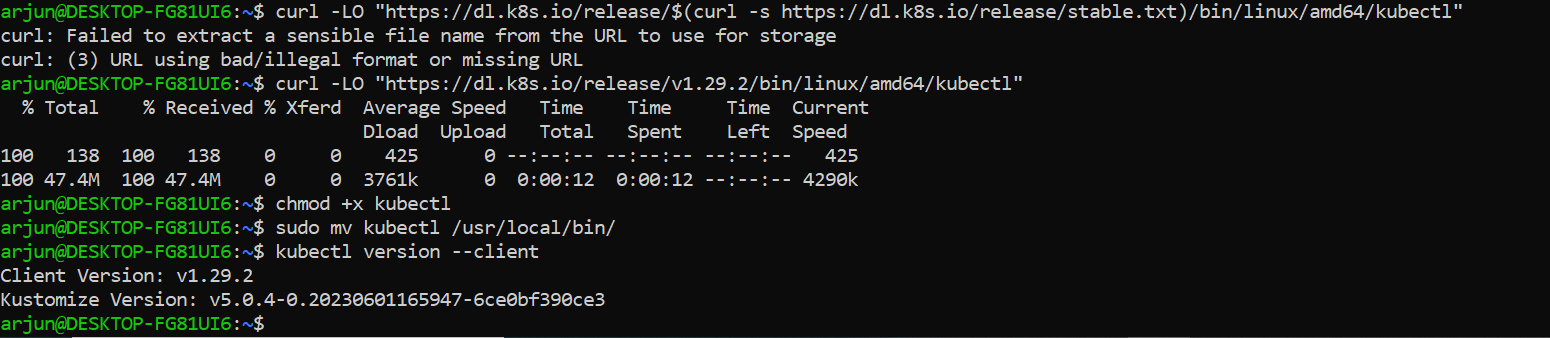 arjun@DESKTOP-FG81UI6:~$ curl -LO "https://dl.k8s.io/release/$(curl -s https://dl.k8s.io/release/stable.txt)/bin/linux/amd64/kubectl"
curl: Failed to extract a sensible file name from the URL to use for storage
curl: (3) URL using bad/illegal format or missing URL
arjun@DESKTOP-FG81UI6:~$ curl -LO "https://dl.k8s.io/release/v1.29.2/bin/linux/amd64/kubectl"
  % Total    % Received % Xferd  Average Speed   Time    Time     Time  Current
                                 Dload  Upload   Total   Spent    Left  Speed
100   138  100   138    0     0    425      0 --:--:-- --:--:-- --:--:--   425
100 47.4M  100 47.4M    0     0  3761k      0  0:00:12  0:00:12 --:--:-- 4290k
arjun@DESKTOP-FG81UI6:~$ chmod +x kubectl
arjun@DESKTOP-FG81UI6:~$ sudo mv kubectl /usr/local/bin/
arjun@DESKTOP-FG81UI6:~$ kubectl version --client
Client Version: v1.29.2
Kustomize Version: v5.0.4-0.20230601165947-6ce0bf390ce3
arjun@DESKTOP-FG81UI6:~$